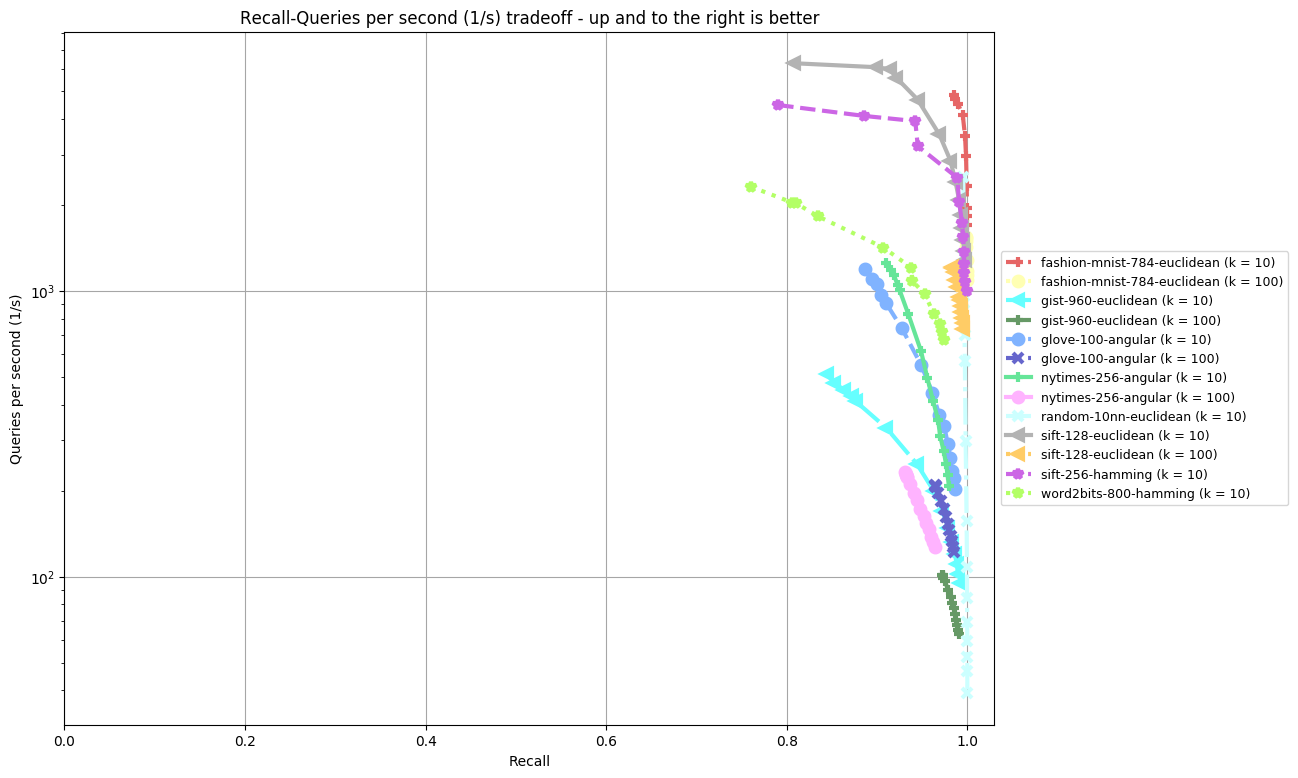 Recall-Queries per second (1/s) tradeoff - up and to the right is better
Queries per second (1/s)
10³
10²
0.0 0.2 0.4 0.6 0.8 1.0
Recall
fashion-mnist-784-euclidean (k = 10)
fashion-mnist-784-euclidean (k = 100)
gist-960-euclidean (k = 10)
gist-960-euclidean (k = 100)
glove-100-angular (k = 10)
glove-100-angular (k = 100)
nytimes-256-angular (k = 10)
nytimes-256-angular (k = 100)
random-10nn-euclidean (k = 10)
sift-128-euclidean (k = 10)
sift-128-euclidean (k = 100)
sift-256-hamming (k = 10)
word2bits-800-hamming (k = 10)